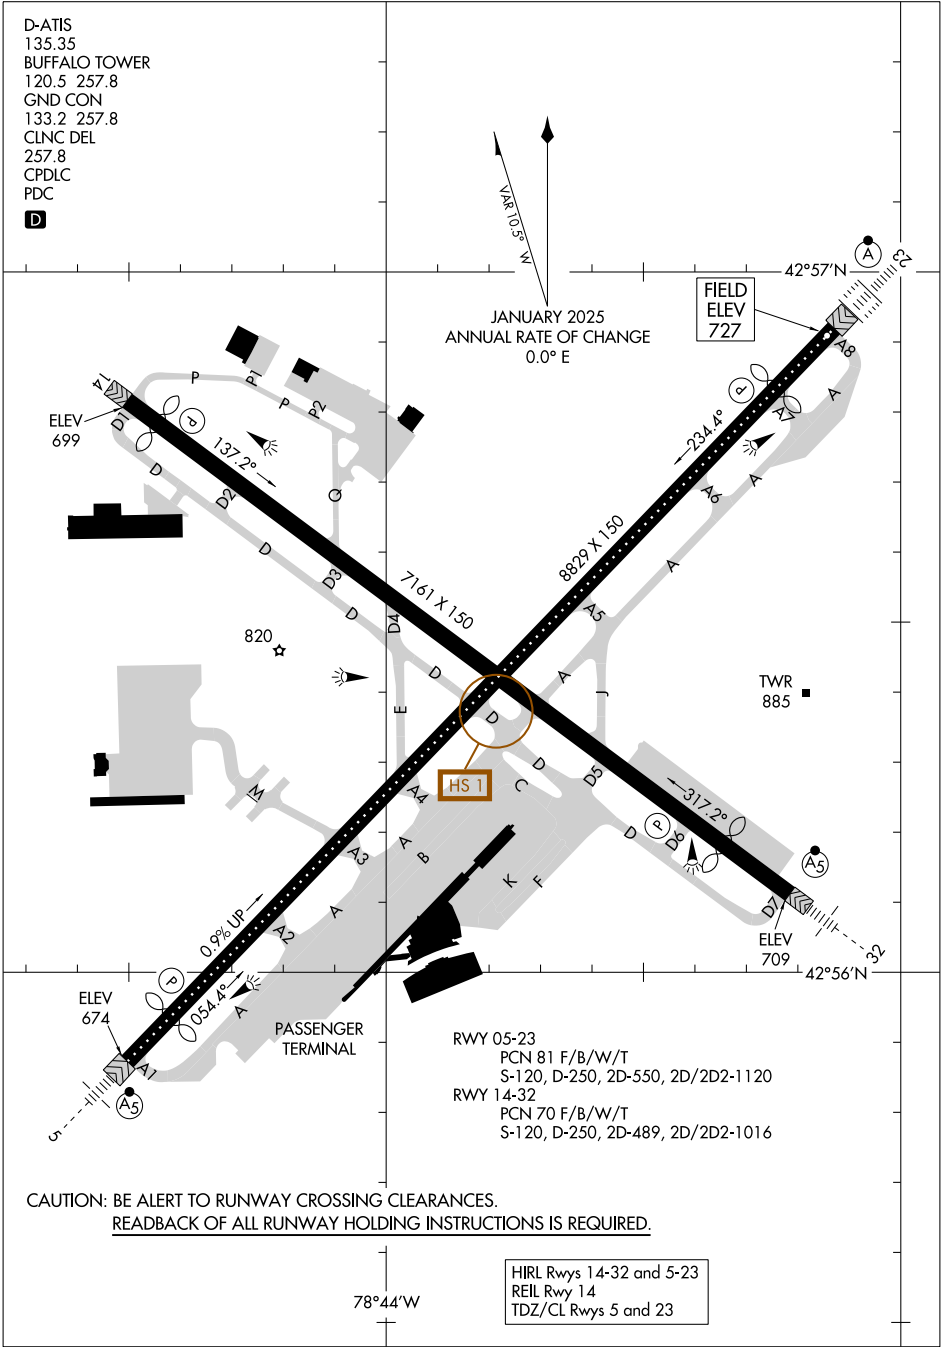 D-ATIS
135.35
BUFFALO TOWER
120.5 257.8
GND CON
133.2 257.8
CLNC DEL
257.8
CPDLC
PDC
D
VAR 10.5° W
JANUARY 2025
ANNUAL RATE OF CHANGE
0.0° E
A
23
42°57'N
FIELD
ELEV
727
A8
14
ELEV
699
D1
P
P
P1
P
P2
137.2°
D
D2
Q
D
D3
D
D4
7161 X 150
P
234.4°
A7
A
A
A6
8829 X 150
A
A5
A
J
820
D
E
D
HS 1
D
C
D5
TWR
885
317.2°
P
D
D6
A5
D7
ELEV
709
32
42°56'N
M
A4
A
B
A3
K
F
A
A2
0.9% UP
054.4°
P
A
ELEV
674
A1
A5
5
PASSENGER
TERMINAL
RWY 05-23
PCN 81 F/B/W/T
S-120, D-250, 2D-550, 2D/2D2-1120
RWY 14-32
PCN 70 F/B/W/T
S-120, D-250, 2D-489, 2D/2D2-1016
CAUTION: BE ALERT TO RUNWAY CROSSING CLEARANCES.
READBACK OF ALL RUNWAY HOLDING INSTRUCTIONS IS REQUIRED.
HIRL Rwys 14-32 and 5-23
REIL Rwy 14
TDZ/CL Rwys 5 and 23
78°44'W